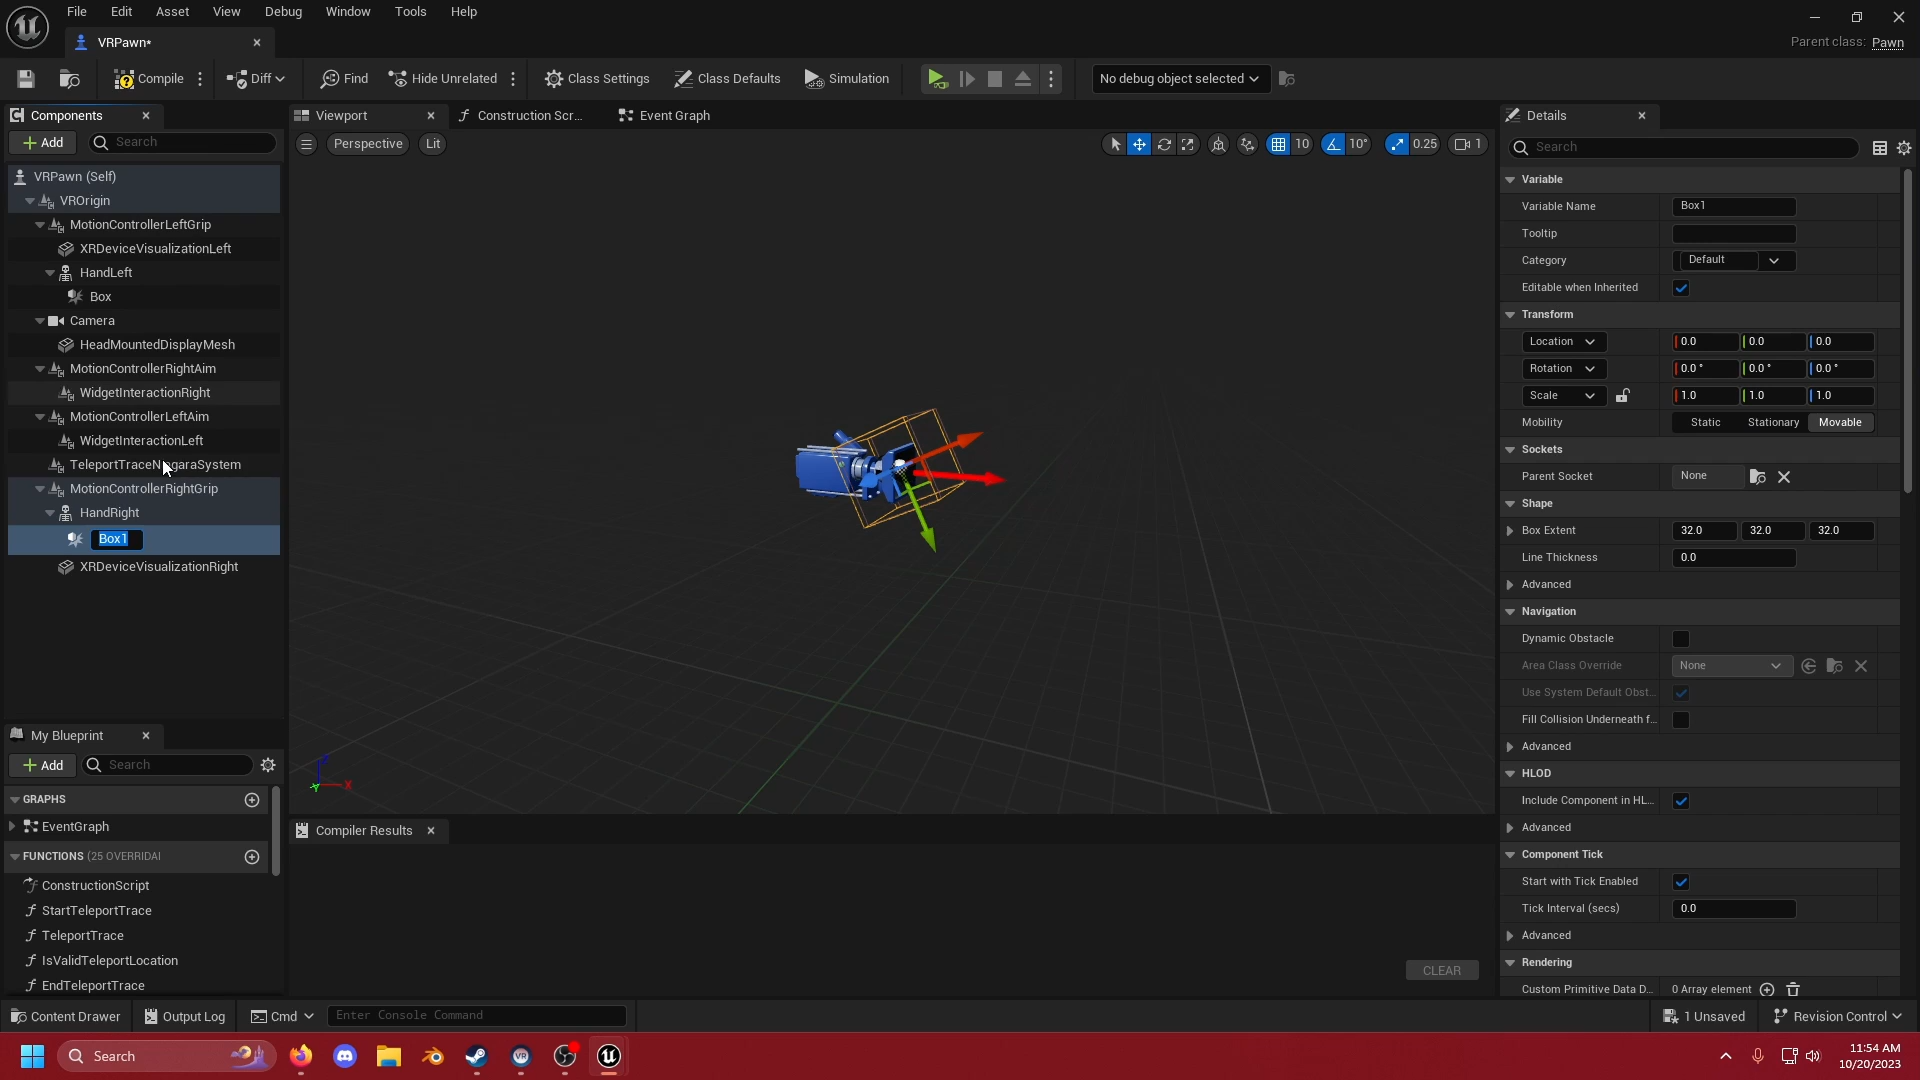 File Edit Asset View Debug Window Tools Help
VRPawn*
Parent class: Pawn
Compile Diff Find Hide Unrelated Class Settings Class Defaults Simulation No debug object selected
Components
Add Search
VRPawn (Self)
VROrigin
MotionControllerLeftGrip
XRDeviceVisualizationLeft
HandLeft
Box
Camera
HeadMountedDisplayMesh
MotionControllerRightAim
WidgetInteractionRight
MotionControllerLeftAim
WidgetInteractionLeft
TeleportTraceNiagaraSystem
MotionControllerRightGrip
HandRight
Box1
XRDeviceVisualizationRight
My Blueprint
Add Search
GRAPHS
EventGraph
FUNCTIONS (25 OVERRIDAI
ConstructionScript
StartTeleportTrace
TeleportTrace
IsValidTeleportLocation
EndTeleportTrace
Viewport Construction Scr... Event Graph
Perspective Lit 10 10° 0.25 1
X
Compiler Results
CLEAR
Details
Search
Variable
Variable Name Box1
Tooltip
Category Default
Editable when Inherited
Transform
Location 0.0 0.0 0.0
Rotation 0.0 ° 0.0 ° 0.0 °
Scale 1.0 1.0 1.0
Mobility Static Stationary Movable
Sockets
Parent Socket None
Shape
Box Extent 32.0 32.0 32.0
Line Thickness 0.0
Advanced
Navigation
Dynamic Obstacle
Area Class Override None
Use System Default Obst...
Fill Collision Underneath f...
Advanced
HLOD
Include Component in HL...
Advanced
Component Tick
Start with Tick Enabled
Tick Interval (secs) 0.0
Advanced
Rendering
Custom Primitive Data D... 0 Array element
Content Drawer Output Log Cmd Enter Console Command 1 Unsaved Revision Control
Search
11:54 AM
10/20/2023